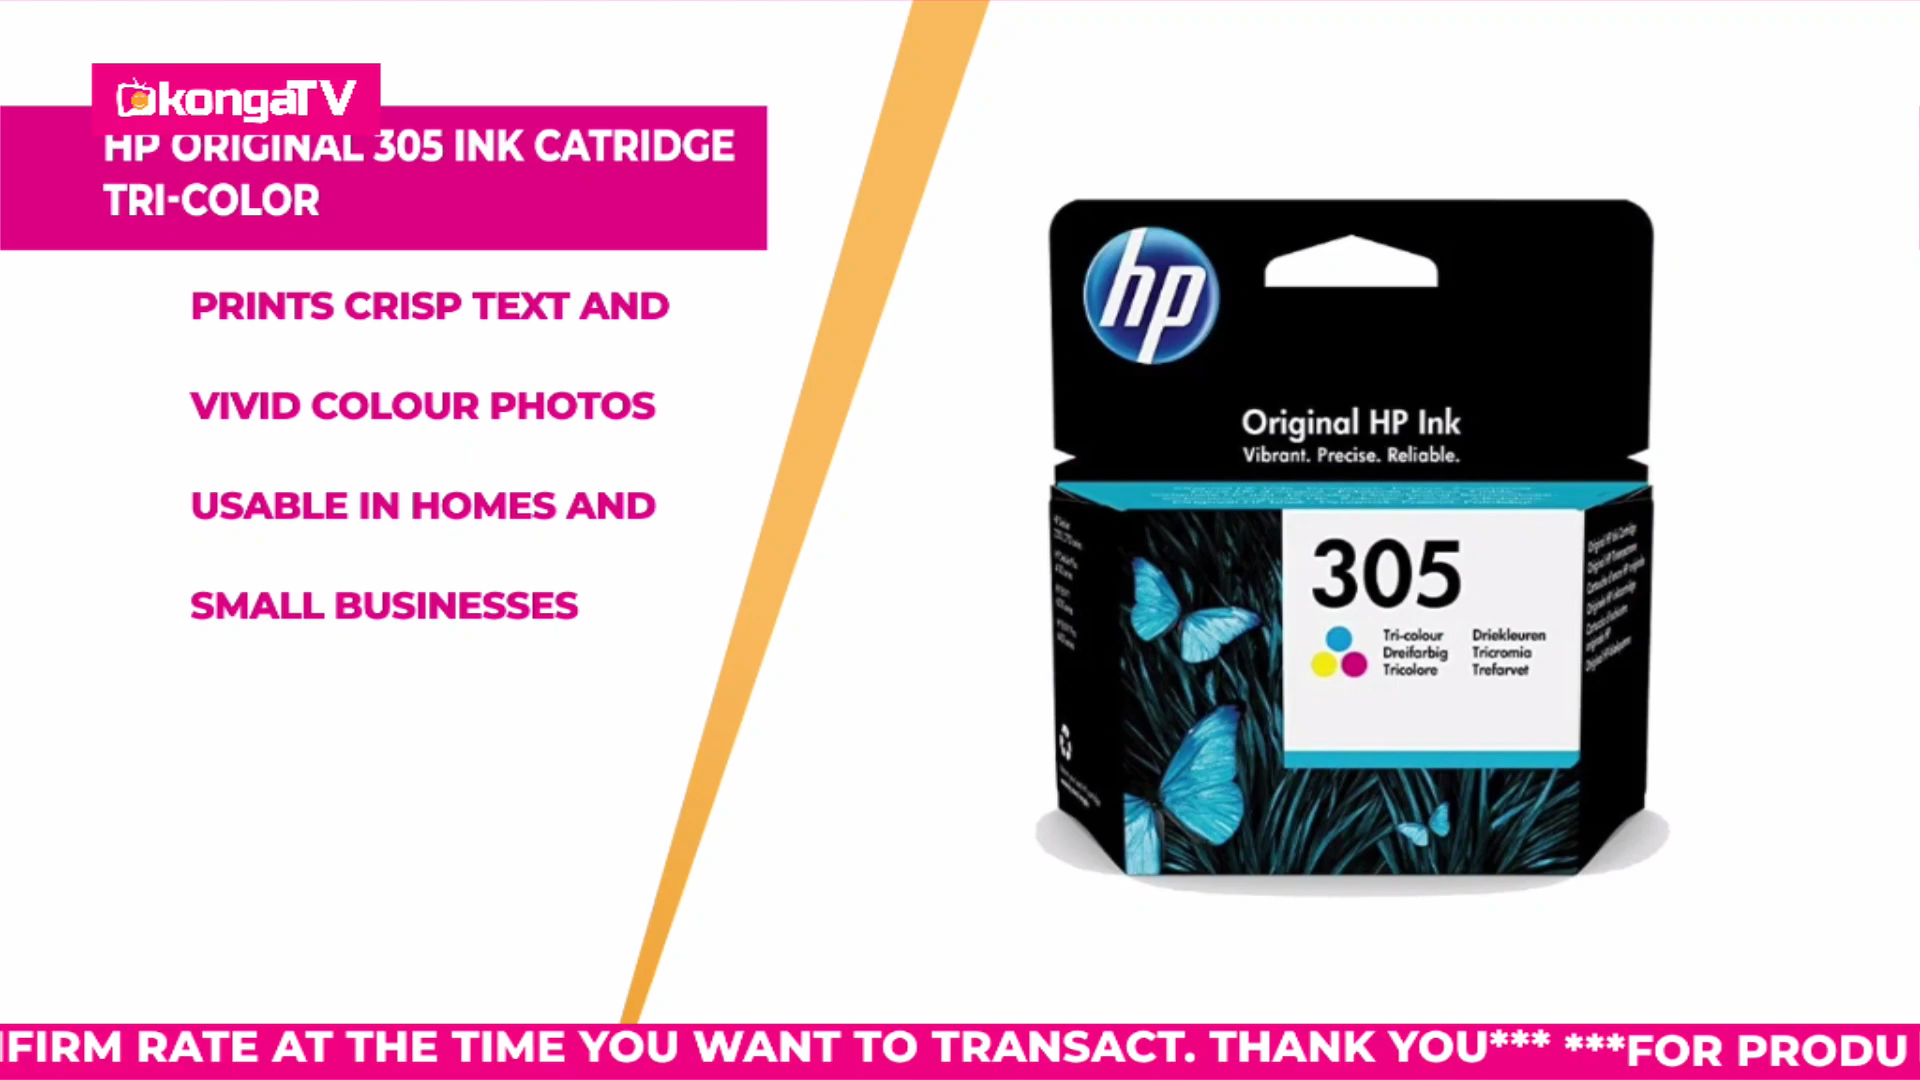 kongaTV
HP ORIGINAL 305 INK CATRIDGE
TRI-COLOR
PRINTS CRISP TEXT AND
VIVID COLOUR PHOTOS
USABLE IN HOMES AND
SMALL BUSINESSES
hp
Original HP Ink
Vibrant. Precise. Reliable.
305
Tri-colour Driekleuren
Dreifarbig Tricromia
Tricolore Trefarvet
NFIRM RATE AT THE TIME YOU WANT TO TRANSACT. THANK YOU*** ***FOR PRODU